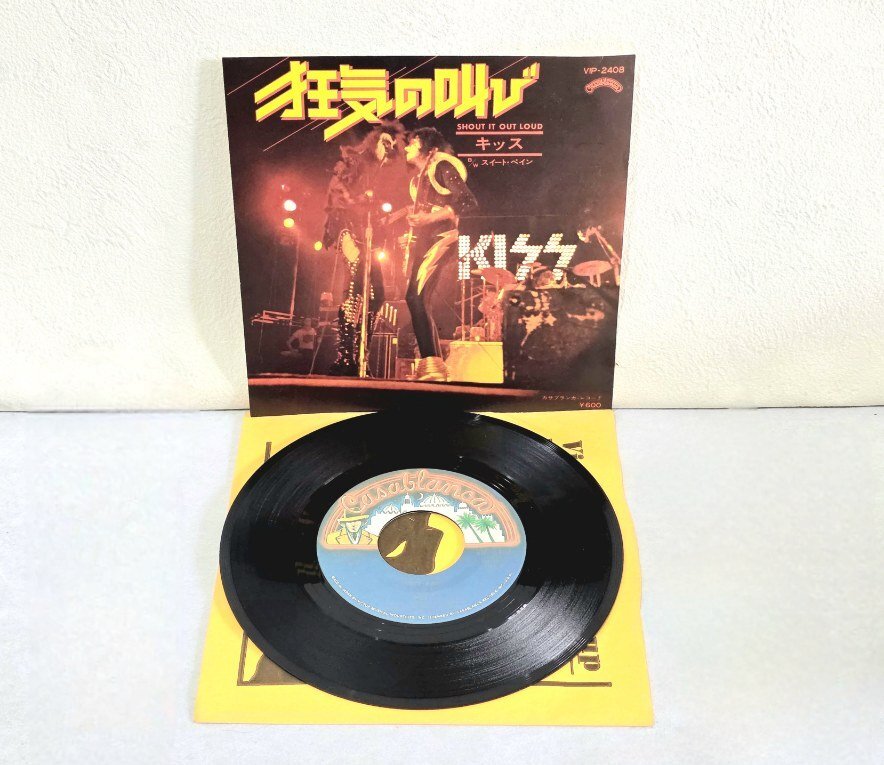 狂気の叫び
VIP-2408
Casablanca
SHOUT IT OUT LOUD
キッス
B/W スイート・ペイン
KISS
カサブランカ・レコード
¥600
Casablanca